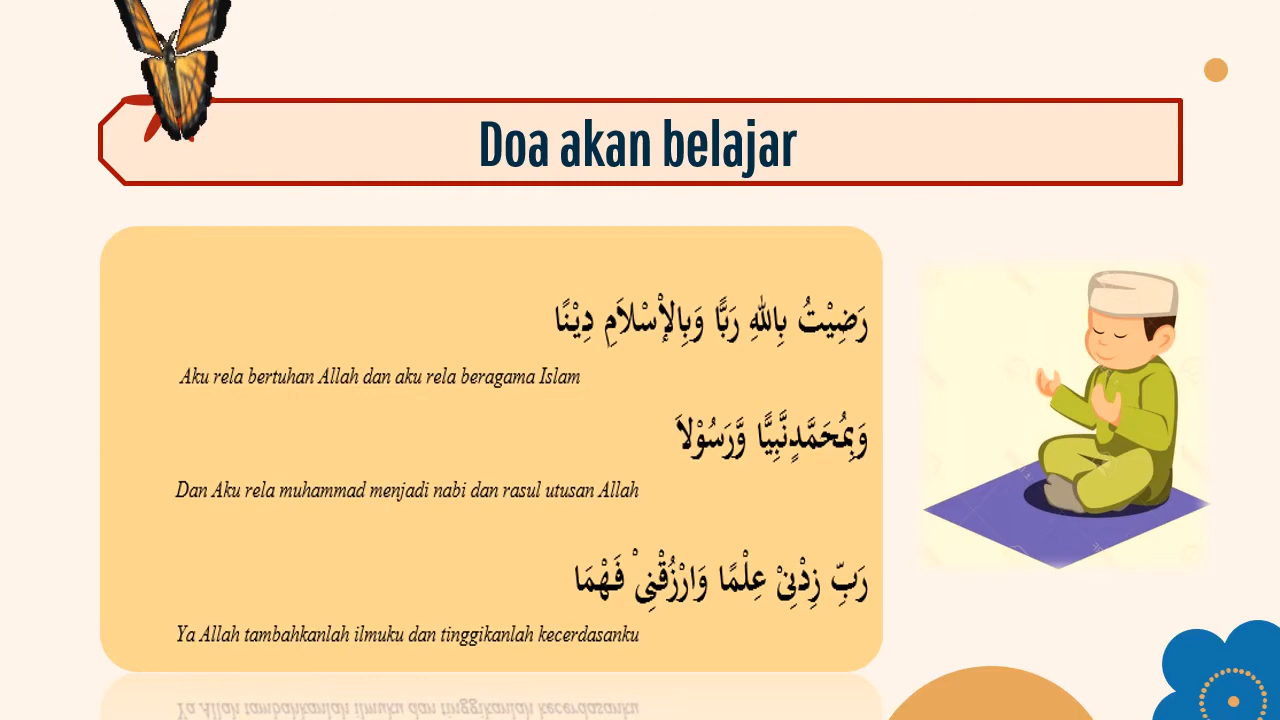 Doa akan belajar
رَضِيْتُ بِاللهِ رَبًّا وَبِالْإِسْلاَمِ دِيْنًا
Aku rela bertuhan Allah dan aku rela beragama Islam
وَبِمُحَمَّدٍنَّبِيًّا وَّرَسُوْلاَ
Dan Aku rela muhammad menjadi nabi dan rasul utusan Allah
رَبِّ زِدْنِيْ عِلْمًا وَارْزُقْنِيْ فَهْمَا
Ya Allah tambahkanlah ilmuku dan tinggikanlah kecerdasanku